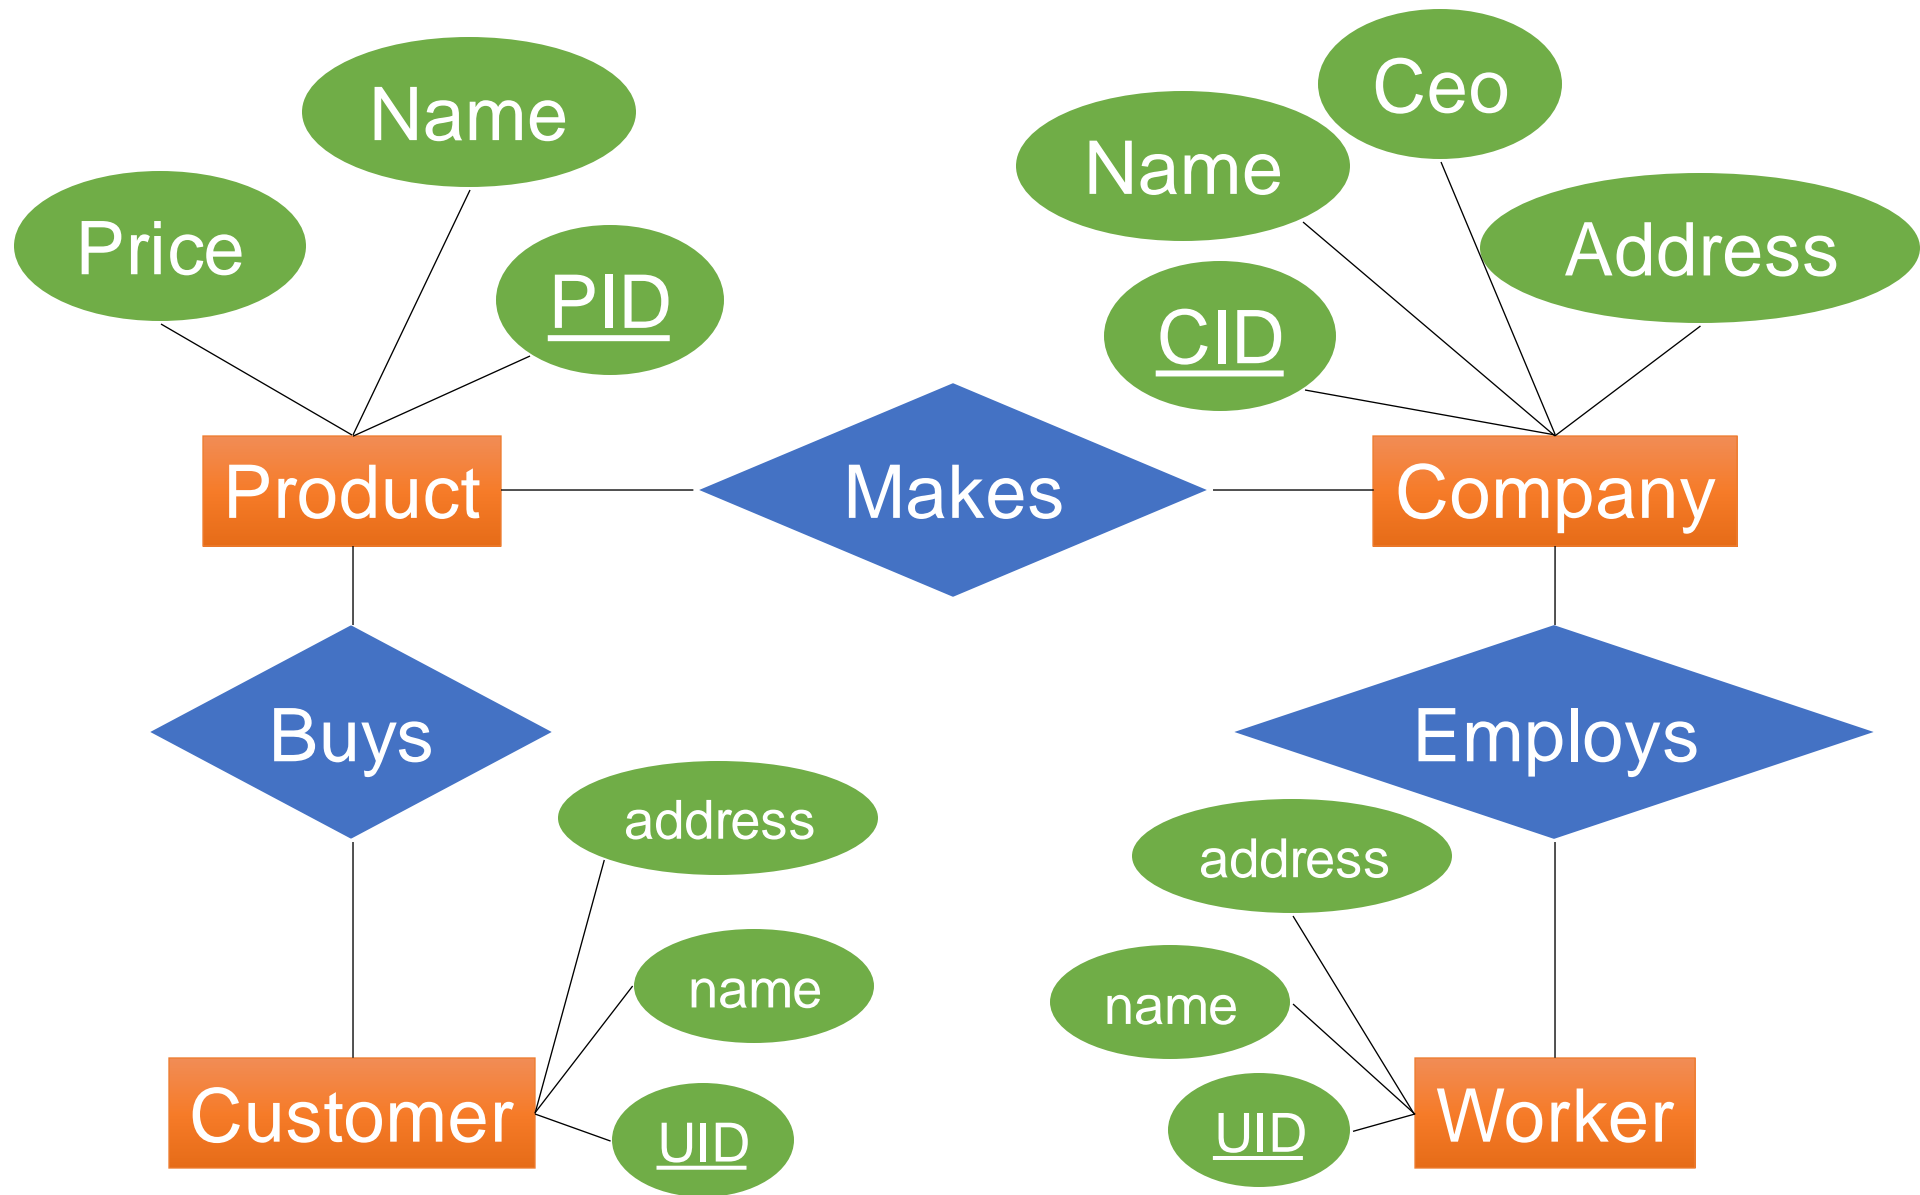 Ceo
Name
Name
Price
Address
PID
CID
Product
Makes
Company
Buys
Employs
address
address
name
name
Customer
UID
UID
Worker